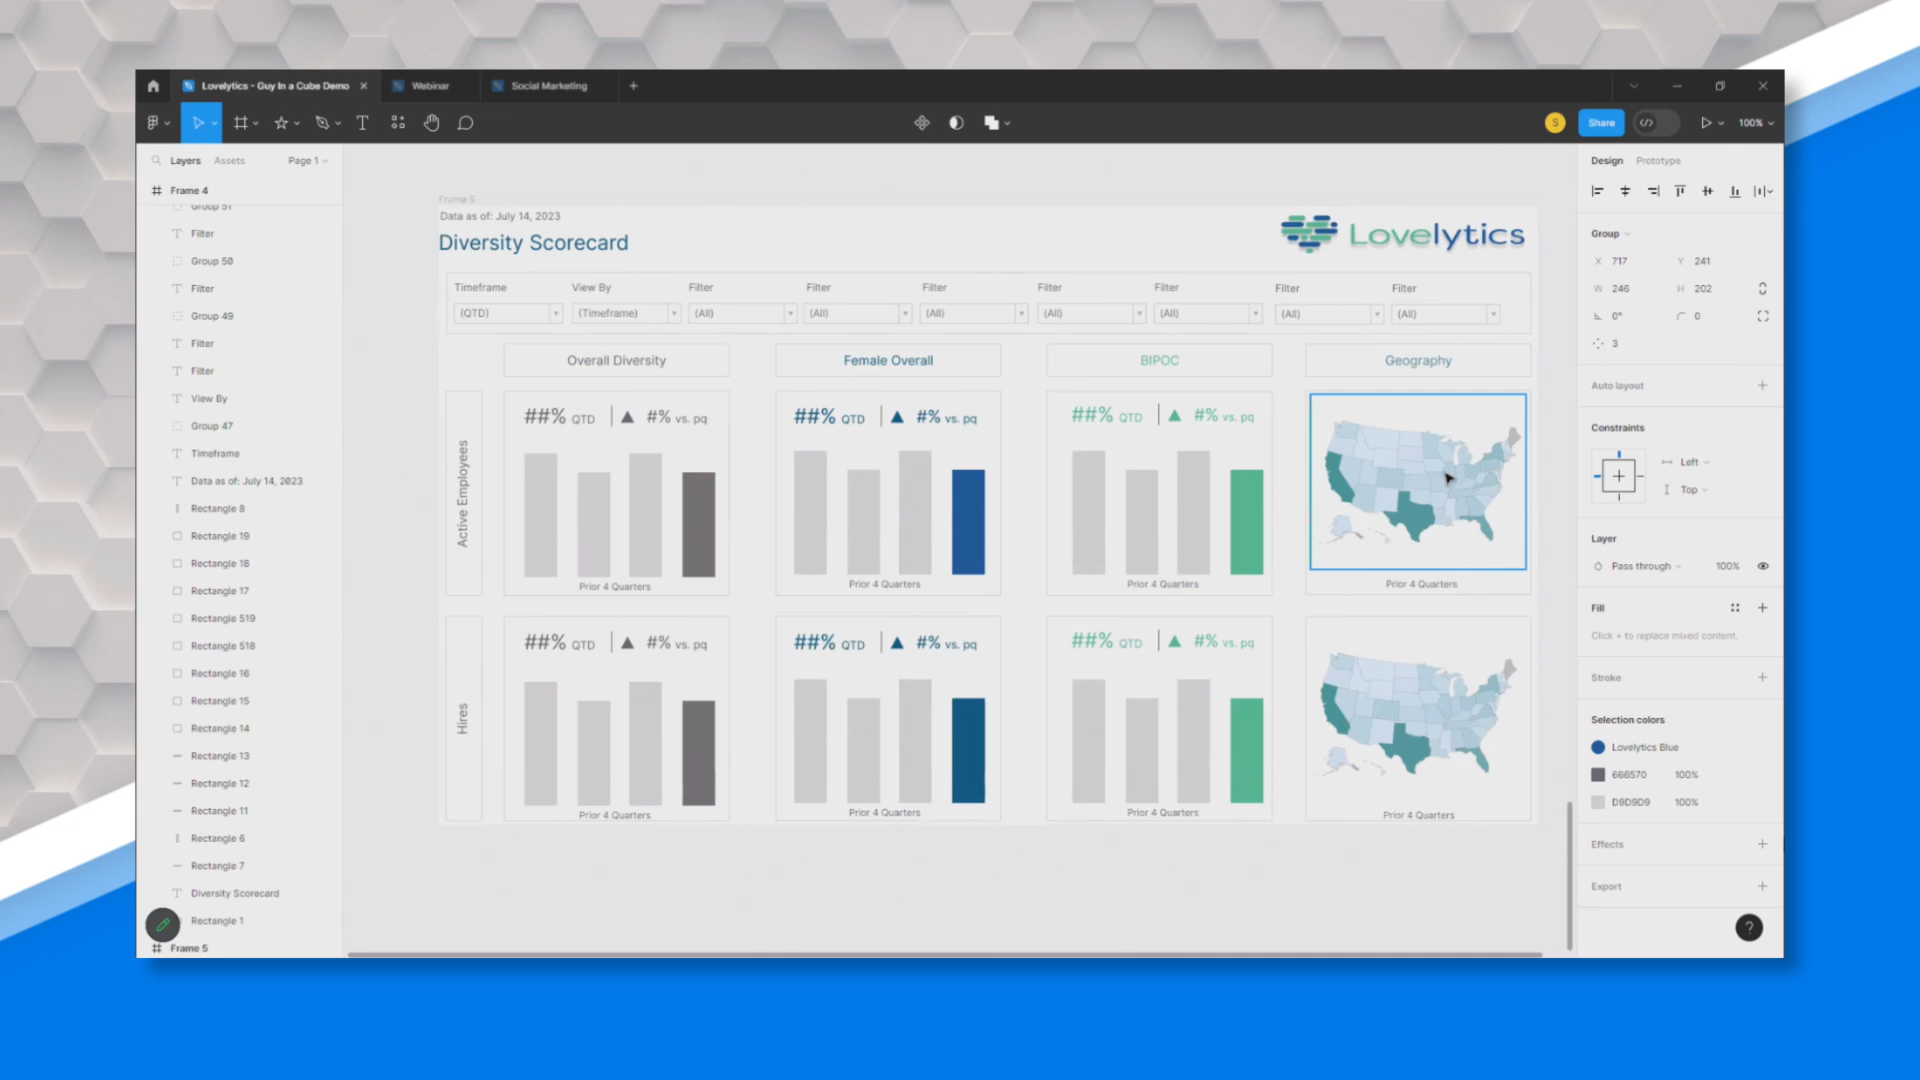 Lovelytics - Guy In a Cube Demo
Webinar
Social Marketing
S
Share
100%
Layers
Assets
Page 1
Frame 4
Group 51
Filter
Group 50
Filter
Group 49
Filter
Filter
View By
Group 47
Timeframe
Data as of: July 14, 2023
Rectangle 8
Rectangle 19
Rectangle 18
Rectangle 17
Rectangle 519
Rectangle 518
Rectangle 16
Rectangle 15
Rectangle 14
Rectangle 13
Rectangle 12
Rectangle 11
Rectangle 6
Rectangle 7
Diversity Scorecard
Rectangle 1
Frame 5
Frame 5
Data as of: July 14, 2023
Diversity Scorecard
Lovelytics
Timeframe View By Filter Filter Filter Filter Filter Filter Filter
(QTD) (Timeframe) (All) (All) (All) (All) (All) (All) (All)
Overall Diversity Female Overall BIPOC Geography
Active Employees
##% QTD ▲ #% vs. pq
Prior 4 Quarters
##% QTD ▲ #% vs. pq
Prior 4 Quarters
##% QTD ▲ #% vs. pq
Prior 4 Quarters
Prior 4 Quarters
Hires
##% QTD ▲ #% vs. pq
Prior 4 Quarters
##% QTD ▲ #% vs. pq
Prior 4 Quarters
##% QTD ▲ #% vs. pq
Prior 4 Quarters
Prior 4 Quarters
Design Prototype
Group
X 717 Y 241
W 246 H 202
0° 0
3
Auto layout
Constraints
Left
Top
Layer
Pass through 100%
Fill
Click + to replace mixed content.
Stroke
Selection colors
Lovelytics Blue
666570 100%
D9D9D9 100%
Effects
Export
?